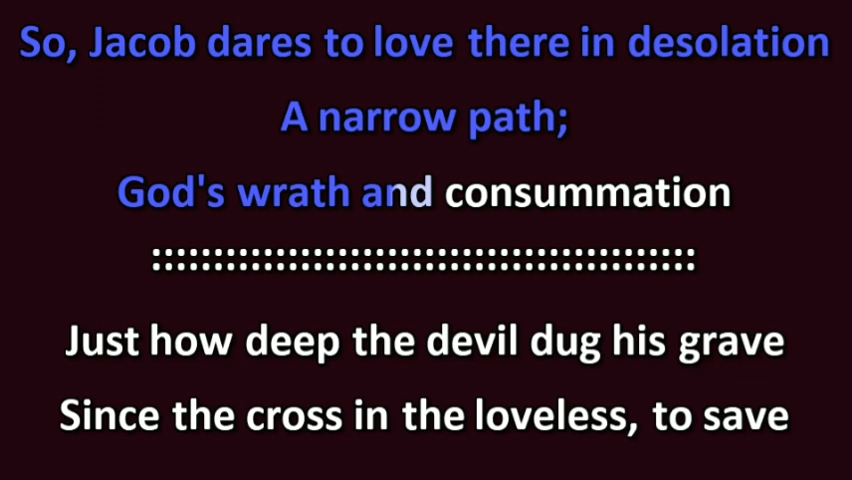 So, Jacob dares to love there in desolation
A narrow path;
God's wrath and consummation
::::::::::::::::::::::::::::::::::::::::::::
Just how deep the devil dug his grave
Since the cross in the loveless, to save